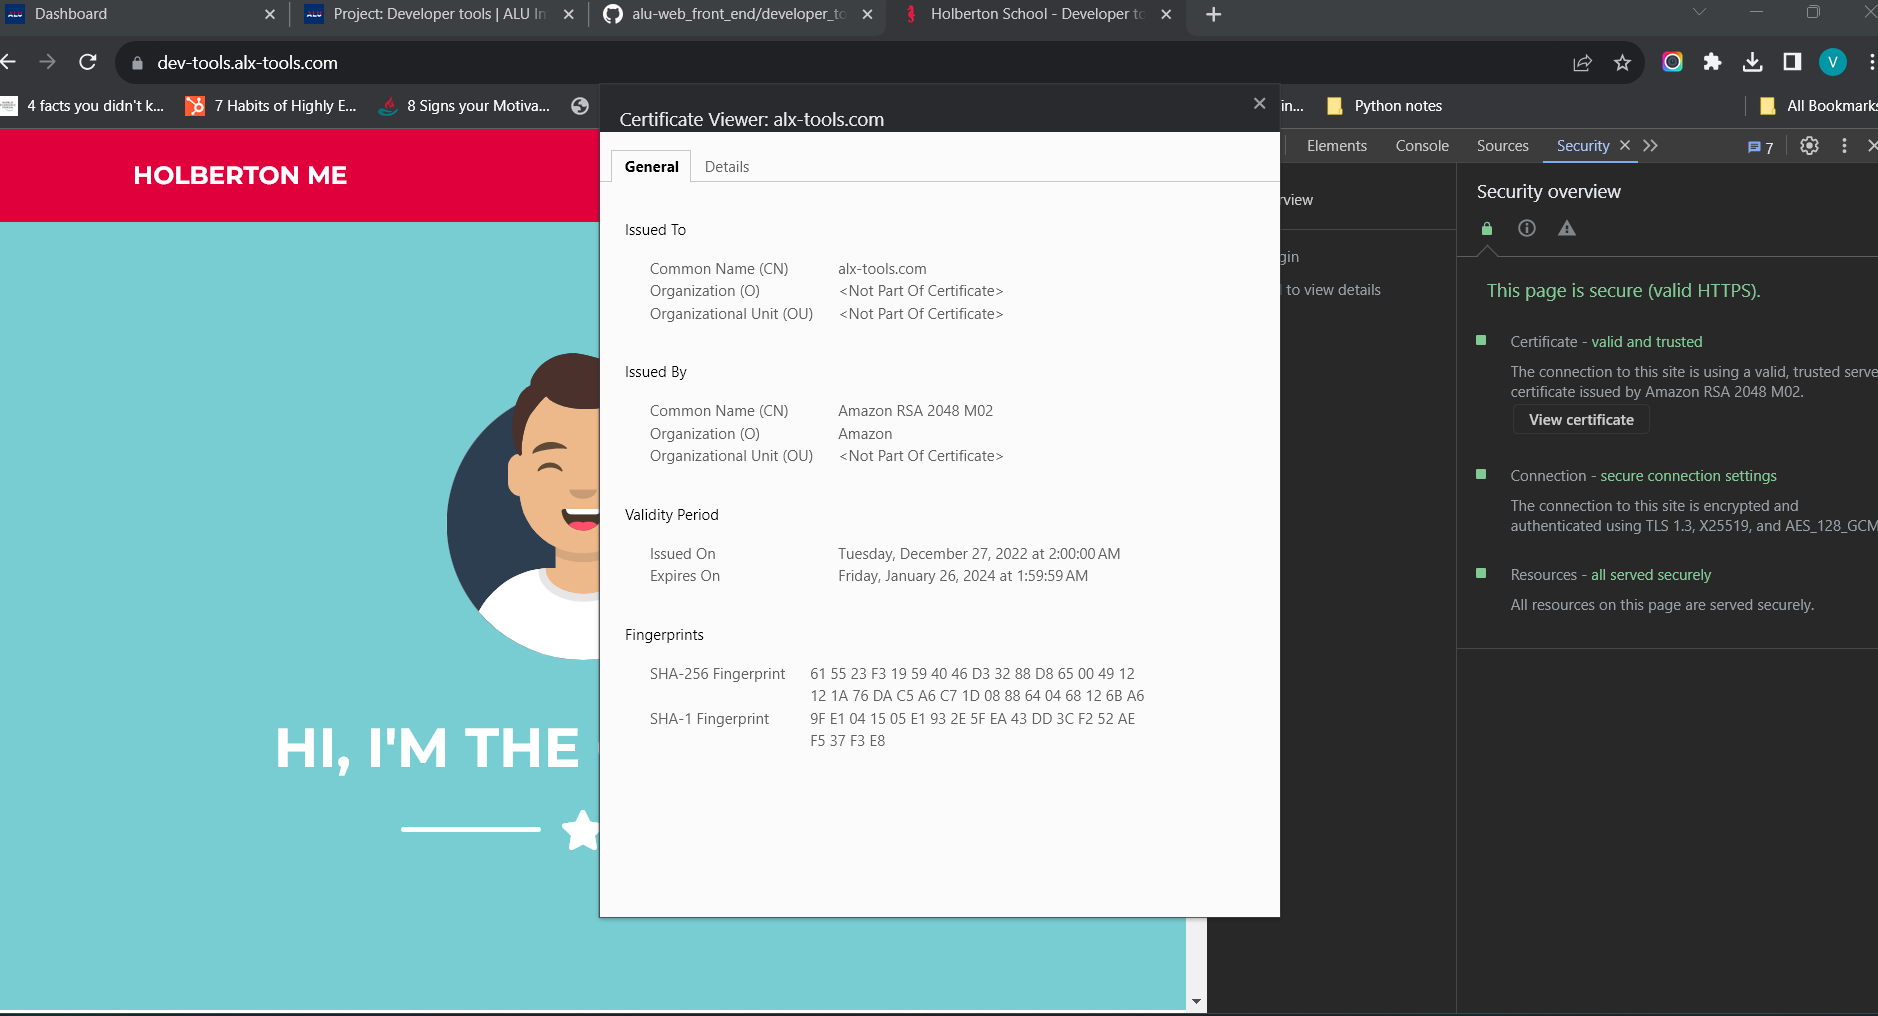 Dashboard
Project: Developer tools | ALU In
alu-web_front_end/developer_to
Holberton School - Developer to
dev-tools.alx-tools.com
V
4 facts you didn't k...
7 Habits of Highly E...
8 Signs your Motiva...
in...
Python notes
All Bookmarks
Certificate Viewer: alx-tools.com
General
Details
Issued To
Common Name (CN) alx-tools.com
Organization (O) <Not Part Of Certificate>
Organizational Unit (OU) <Not Part Of Certificate>
Issued By
Common Name (CN) Amazon RSA 2048 M02
Organization (O) Amazon
Organizational Unit (OU) <Not Part Of Certificate>
Validity Period
Issued On Tuesday, December 27, 2022 at 2:00:00 AM
Expires On Friday, January 26, 2024 at 1:59:59 AM
Fingerprints
SHA-256 Fingerprint 61 55 23 F3 19 59 40 46 D3 32 88 D8 65 00 49 12
12 1A 76 DA C5 A6 C7 1D 08 88 64 04 68 12 6B A6
SHA-1 Fingerprint 9F E1 04 15 05 E1 93 2E 5F EA 43 DD 3C F2 52 AE
F5 37 F3 E8
HOLBERTON ME
HI, I'M THE
Elements
Console
Sources
Security
7
rview
gin
to view details
Security overview
This page is secure (valid HTTPS).
Certificate - valid and trusted
The connection to this site is using a valid, trusted serve
certificate issued by Amazon RSA 2048 M02.
View certificate
Connection - secure connection settings
The connection to this site is encrypted and
authenticated using TLS 1.3, X25519, and AES_128_GCM
Resources - all served securely
All resources on this page are served securely.